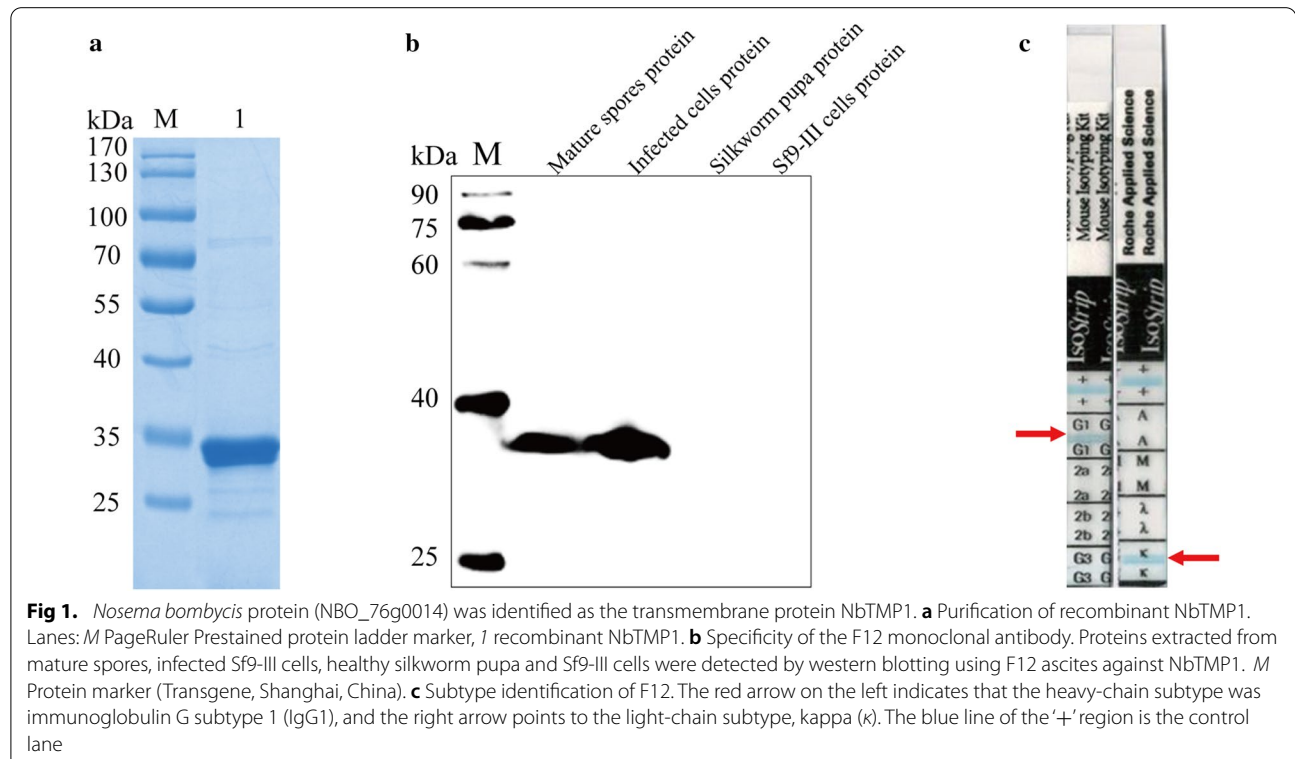 a
kDa M 1
170
130
100
70
55
40
35
25
b
Mature spores protein
Infected cells protein
Silkworm pupa protein
Sf9-III cells protein
kDa M
90
75
60
40
25
c
Mouse Isotyping Kit
Mouse Isotyping Kit
IsoStrip
+ +
+ +
G1 G
G1 G
2a 2
2a 2
2b 2
2b 2
G3 G
G3 G
Roche Applied Science
Roche Applied Science
IsoStrip
+
+
A
A
M
M
λ
λ
κ
κ
Fig 1. Nosema bombycis protein (NBO_76g0014) was identified as the transmembrane protein NbTMP1. a Purification of recombinant NbTMP1.
Lanes: M PageRuler Prestained protein ladder marker, 1 recombinant NbTMP1. b Specificity of the F12 monoclonal antibody. Proteins extracted from
mature spores, infected Sf9-III cells, healthy silkworm pupa and Sf9-III cells were detected by western blotting using F12 ascites against NbTMP1. M
Protein marker (Transgene, Shanghai, China). c Subtype identification of F12. The red arrow on the left indicates that the heavy-chain subtype was
immunoglobulin G subtype 1 (IgG1), and the right arrow points to the light-chain subtype, kappa (κ). The blue line of the ‘+’ region is the control
lane